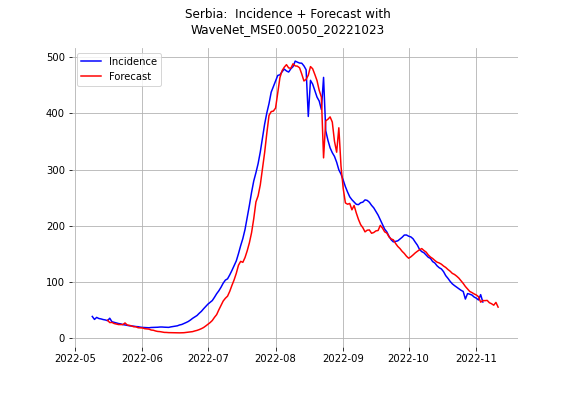 Serbia:  Incidence + Forecast with
WaveNet_MSE0.0050_20221023
Incidence
Forecast
500
400
300
200
100
0
2022-05 2022-06 2022-07 2022-08 2022-09 2022-10 2022-11